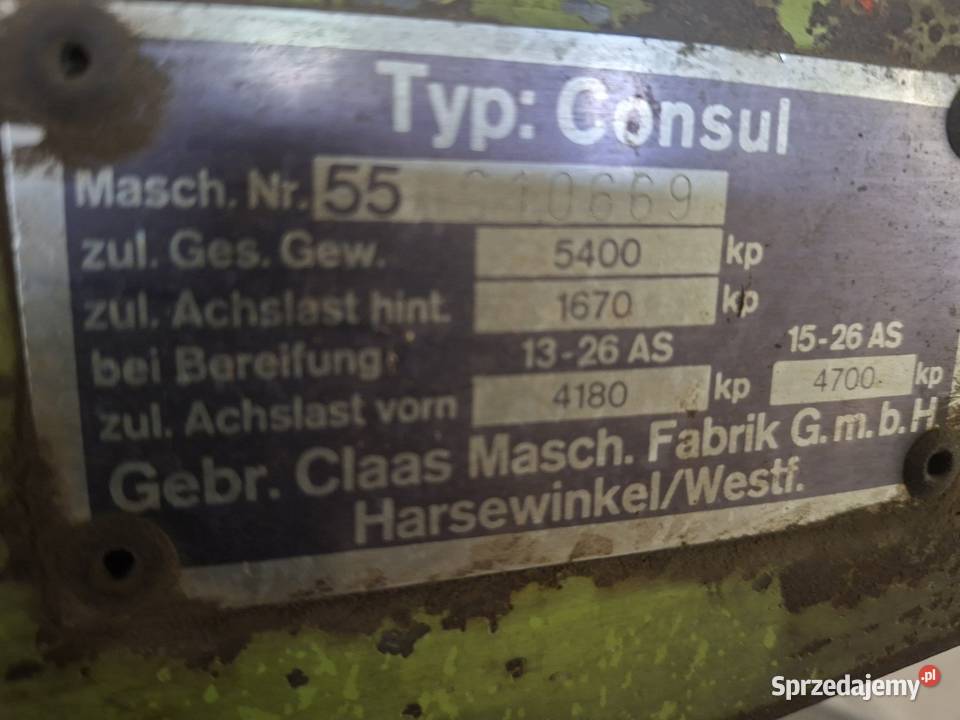 Typ: Consul
Masch. Nr. 55 010669
zul. Ges. Gew. 5400 kp
zul. Achslast hint. 1670 kp
bei Bereifung: 13-26 AS 15-26 AS
zul. Achslast vorn 4180 kp 4700 kp
Gebr. Claas Masch. Fabrik G.m.b.H.
Harsewinkel/Westf.
Sprzedajemy.pl